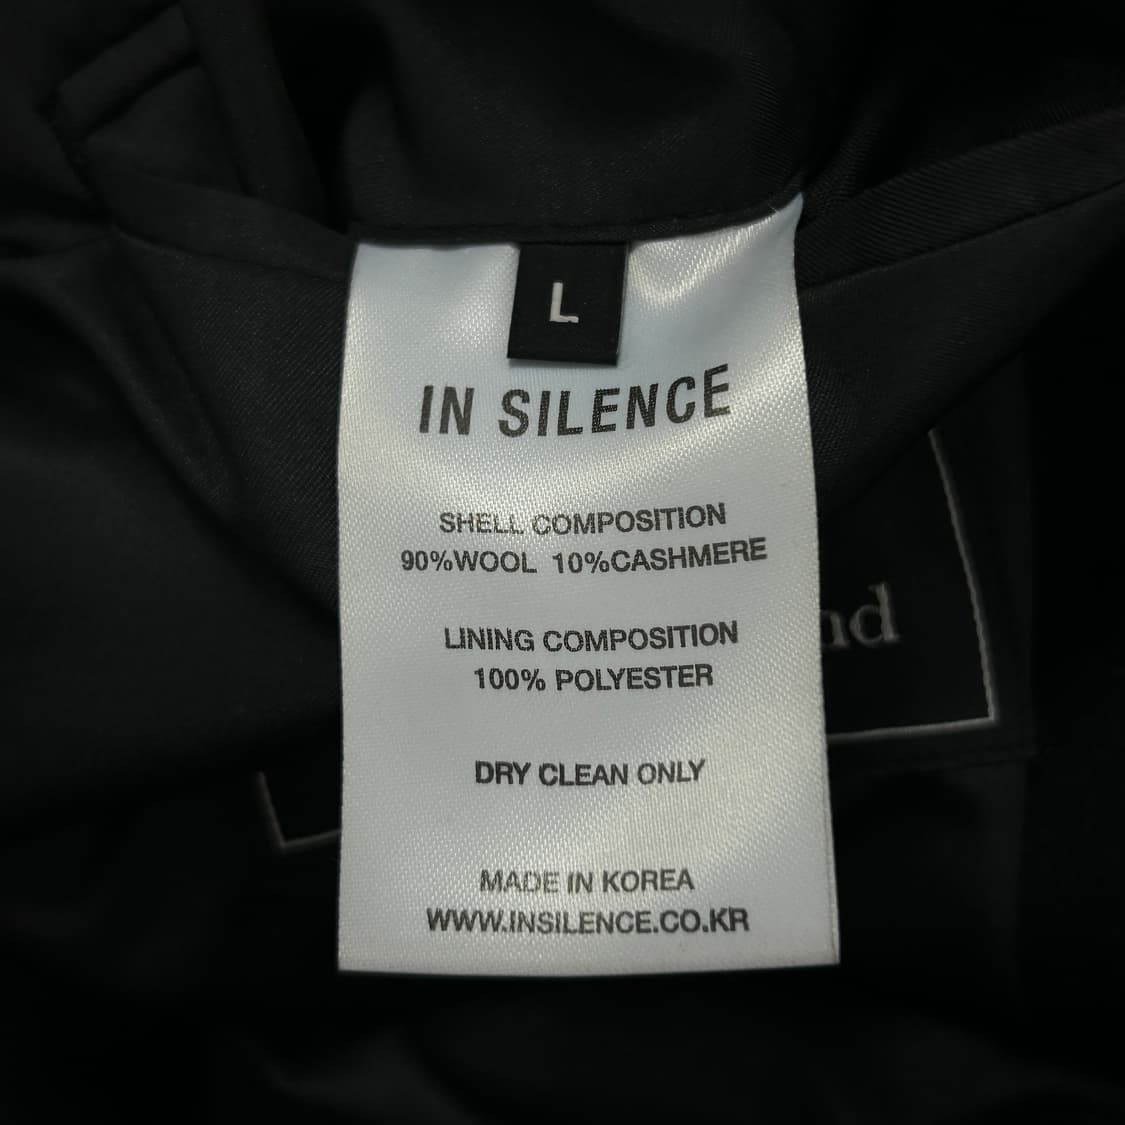 L
IN SILENCE
SHELL COMPOSITION
90%WOOL 10%CASHMERE
LINING COMPOSITION
100% POLYESTER
DRY CLEAN ONLY
MADE IN KOREA
WWW.INSILENCE.CO.KR